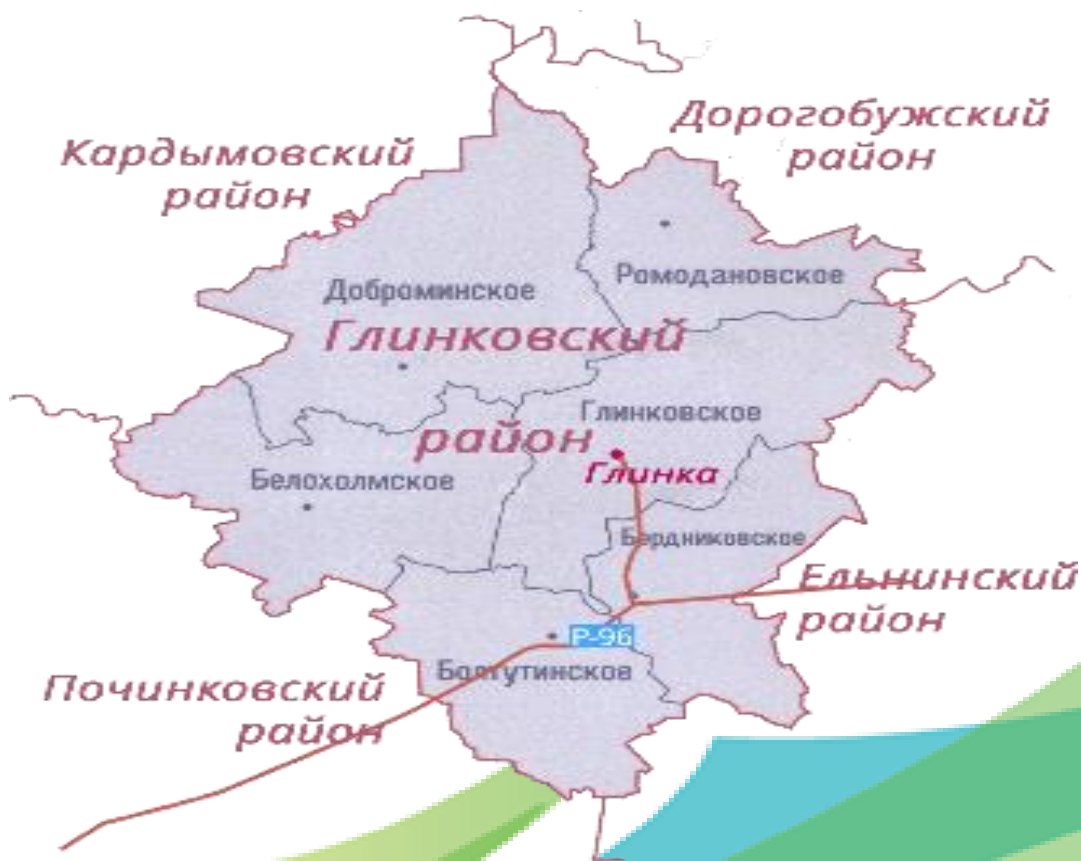 Дорогобужский
район
Кардымовский
район
Ромодановское
Доброминское
Глинковский
район
Глинковское
Глинка
Белохолмское
Бердниковское
Ельнинский
район
Р-96
Болтутинское
Починковский
район